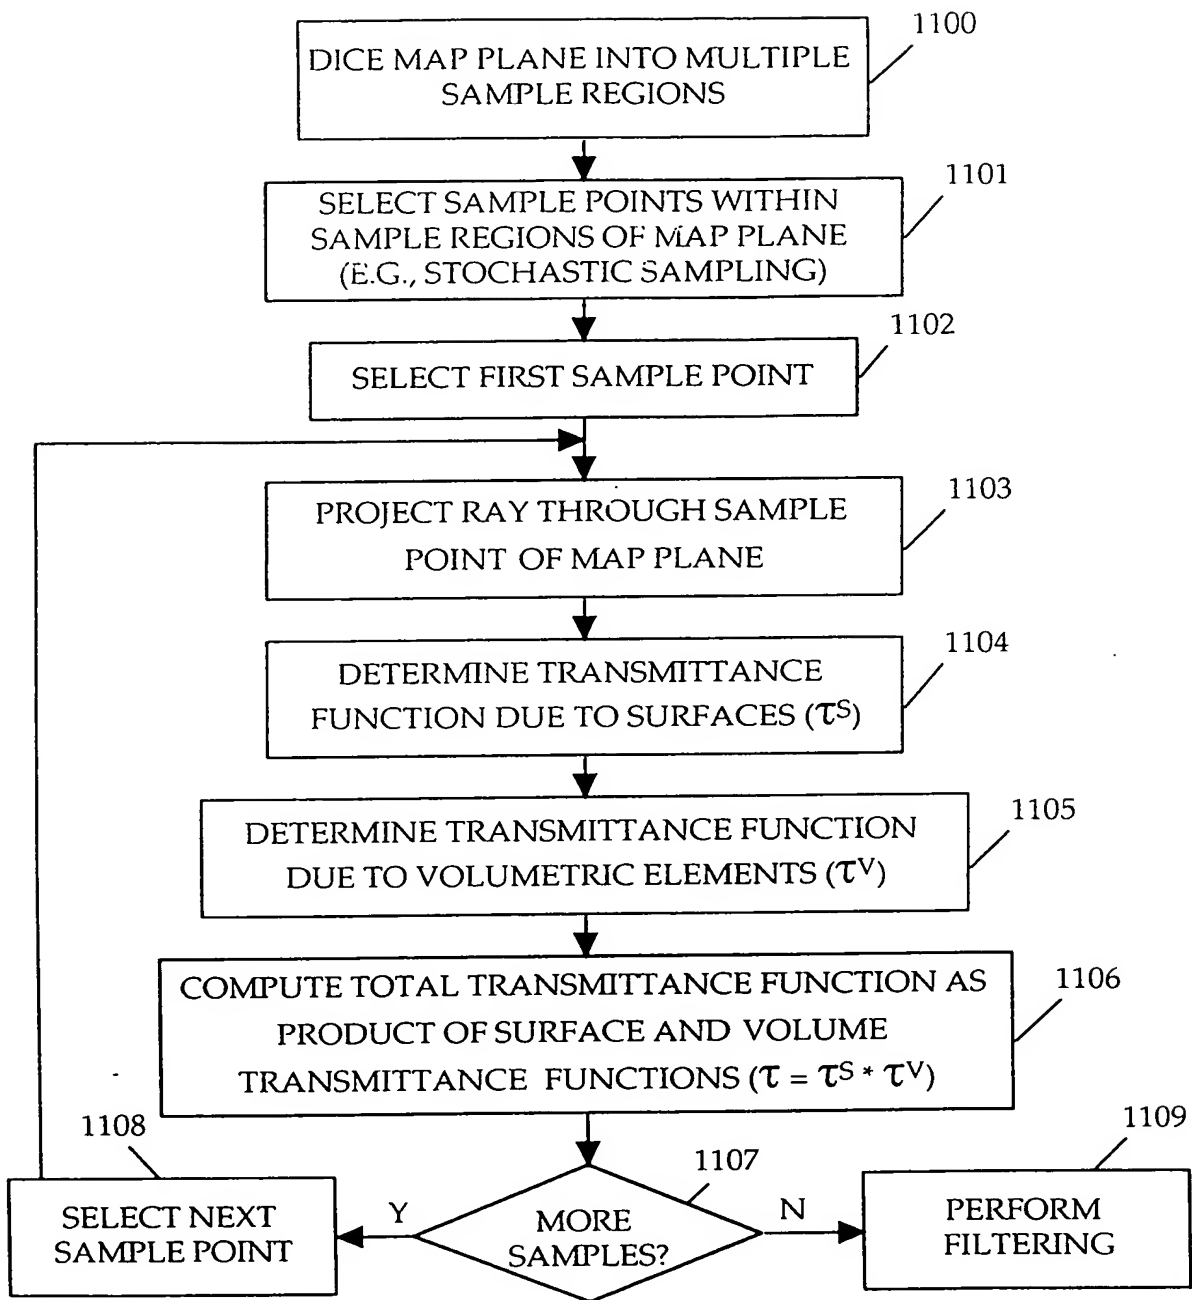 1100
DICE MAP PLANE INTO MULTIPLE
SAMPLE REGIONS
1101
SELECT SAMPLE POINTS WITHIN
SAMPLE REGIONS OF MAP PLANE
(E.G., STOCHASTIC SAMPLING)
1102
SELECT FIRST SAMPLE POINT
1103
PROJECT RAY THROUGH SAMPLE
POINT OF MAP PLANE
1104
DETERMINE TRANSMITTANCE
FUNCTION DUE TO SURFACES (τS)
1105
DETERMINE TRANSMITTANCE FUNCTION
DUE TO VOLUMETRIC ELEMENTS (τV)
1106
COMPUTE TOTAL TRANSMITTANCE FUNCTION AS
PRODUCT OF SURFACE AND VOLUME
TRANSMITTANCE FUNCTIONS (τ = τS * τV)
1107
MORE
SAMPLES?
Y
N
1108
SELECT NEXT
SAMPLE POINT
1109
PERFORM
FILTERING